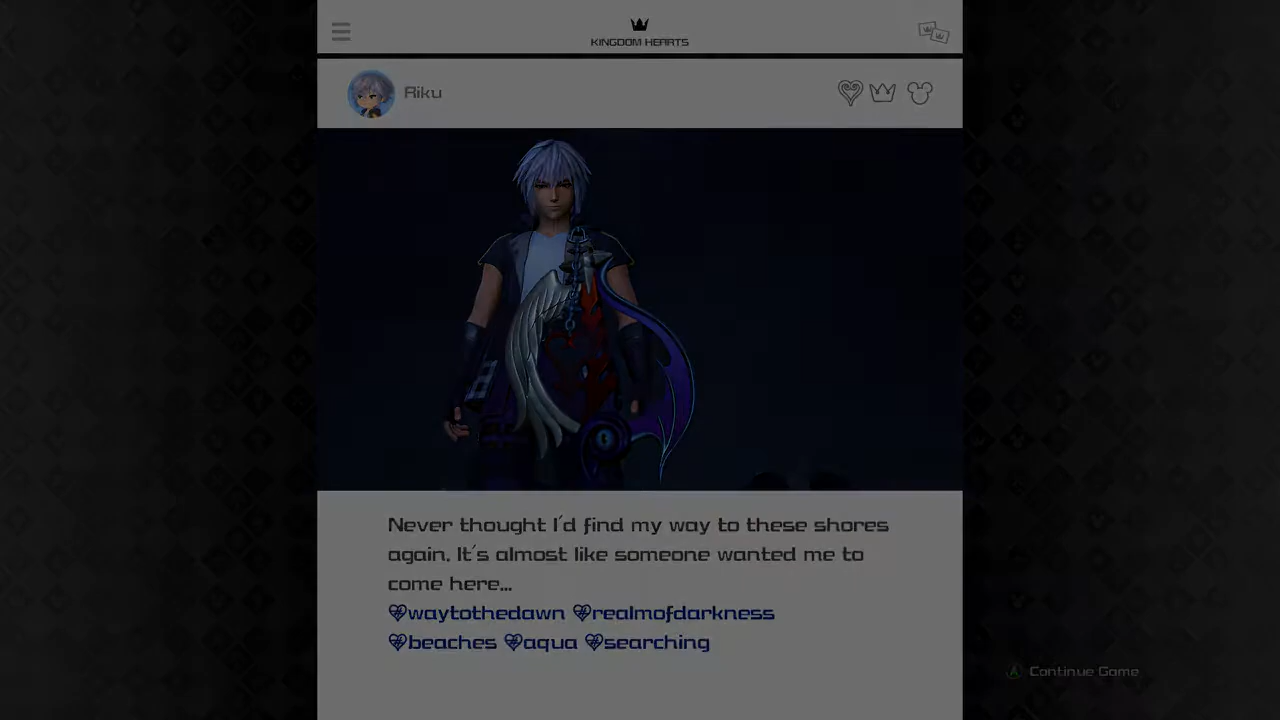 KINGDOM HEARTS
Riku
Never thought I'd find my way to these shores
again. It's almost like someone wanted me to
come here...
waytothedawn realmofdarkness
beaches aqua searching
A Continue Game